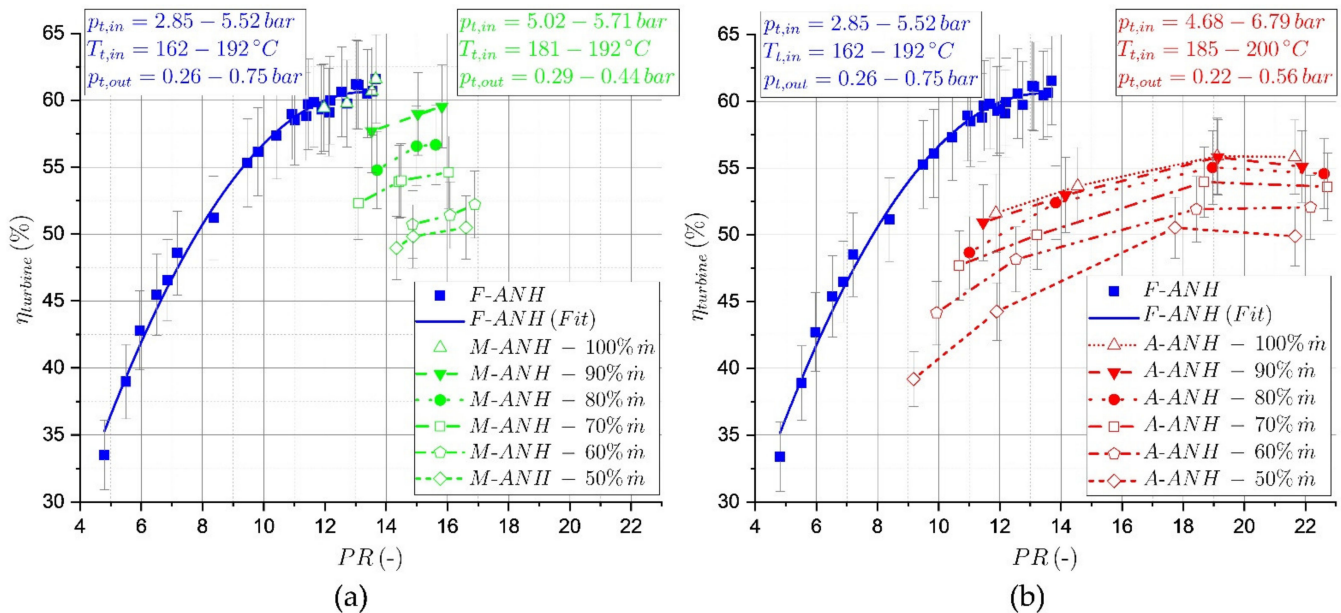 p_{t,in} = 2.85 – 5.52 bar
T_{t,in} = 162 – 192 °C
p_{t,out} = 0.26 – 0.75 bar
p_{t,in} = 5.02 – 5.71 bar
T_{t,in} = 181 – 192 °C
p_{t,out} = 0.29 – 0.44 bar
65
60
55
50
45
40
35
30
η_{turbine} (%)
F-ANH
F-ANH (Fit)
M-ANH – 100% ṁ
M-ANH – 90% ṁ
M-ANH – 80% ṁ
M-ANH – 70% ṁ
M-ANH – 60% ṁ
M-ANH – 50% ṁ
4 6 8 10 12 14 16 18 20 22
PR (-)
(a)
p_{t,in} = 2.85 – 5.52 bar
T_{t,in} = 162 – 192 °C
p_{t,out} = 0.26 – 0.75 bar
p_{t,in} = 4.68 – 6.79 bar
T_{t,in} = 185 – 200 °C
p_{t,out} = 0.22 – 0.56 bar
65
60
55
50
45
40
35
30
η_{turbine} (%)
F-ANH
F-ANH (Fit)
A-ANH – 100% ṁ
A-ANH – 90% ṁ
A-ANH – 80% ṁ
A-ANH – 70% ṁ
A-ANH – 60% ṁ
A-ANH – 50% ṁ
4 6 8 10 12 14 16 18 20 22
PR (-)
(b)